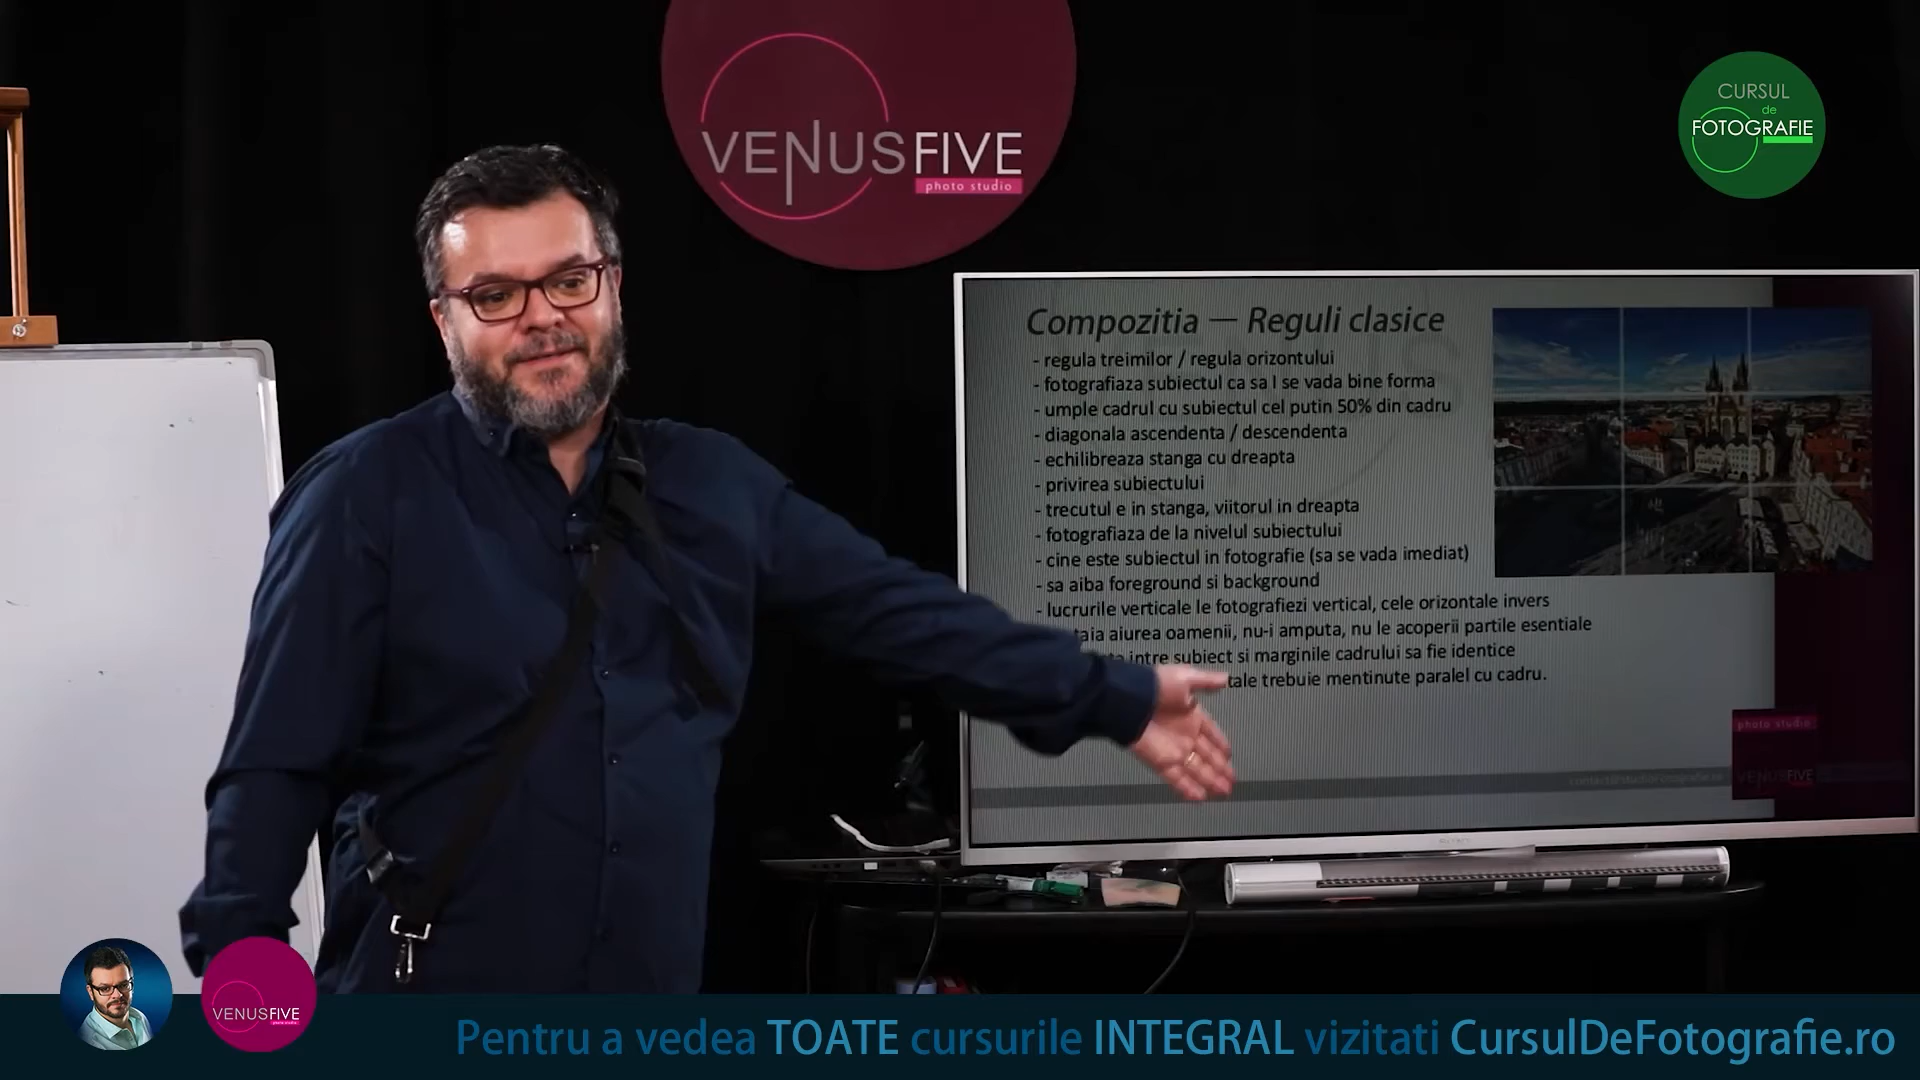 VENUSFIVE
photo studio
CURSUL
de
FOTOGRAFIE
Compozitia — Reguli clasice
- regula treimilor / regula orizontului
- fotografiaza subiectul ca sa I se vada bine forma
- umple cadrul cu subiectul cel putin 50% din cadru
- diagonala ascendenta / descendenta
- echilibreaza stanga cu dreapta
- privirea subiectului
- trecutul e in stanga, viitorul in dreapta
- fotografiaza de la nivelul subiectului
- cine este subiectul in fotografie (sa se vada imediat)
- sa aiba foreground si background
- lucrurile verticale le fotografiezi vertical, cele orizontale invers
taia aiurea oamenii, nu-i amputa, nu le acoperii partile esentiale
intre subiect si marginile cadrului sa fie identice
tale trebuie mentinute paralel cu cadru.
photo studio
VENUSFIVE
VENUSFIVE
Pentru a vedea TOATE cursurile INTEGRAL vizitati CursulDeFotografie.ro